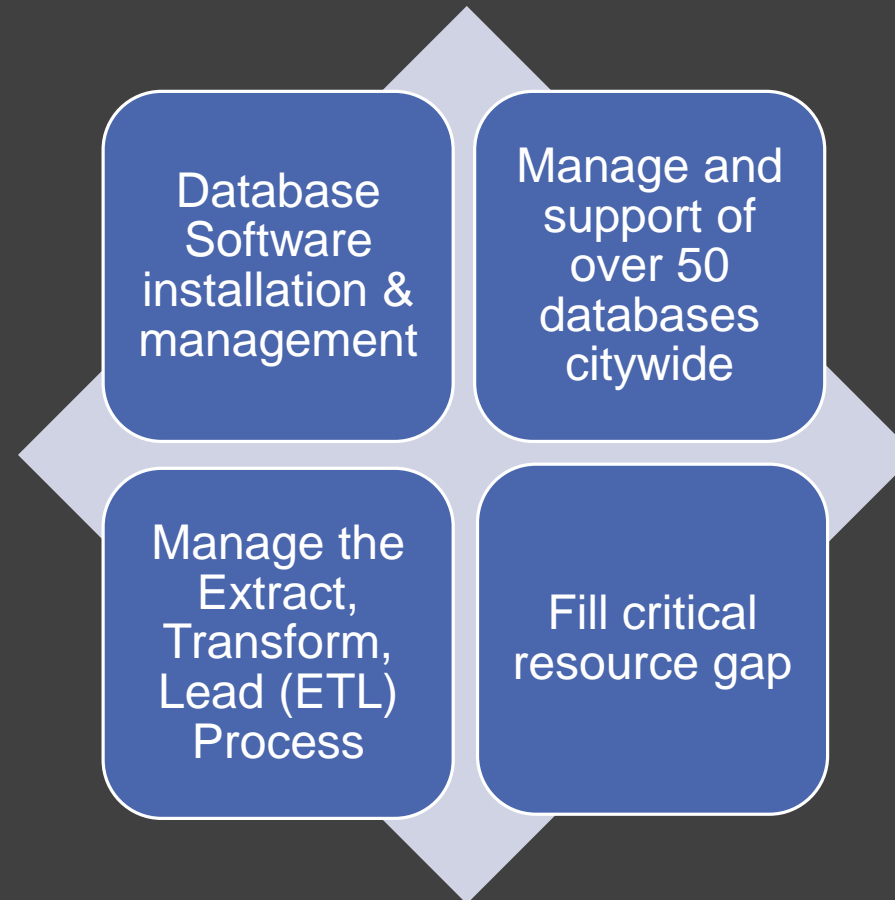 Database
Software
installation &
management
Manage and
support of
over 50
databases
citywide
Manage the
Extract,
Transform,
Lead (ETL)
Process
Fill critical
resource gap